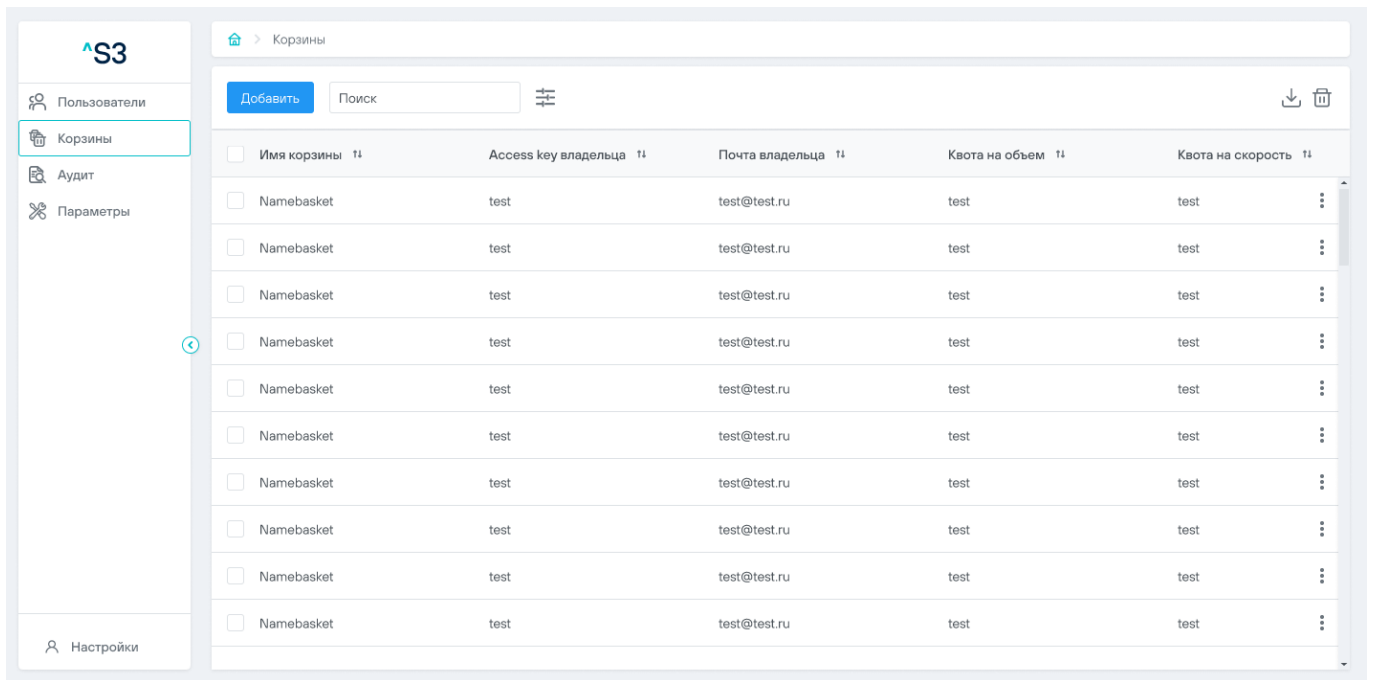 ^S3
Корзины
Пользователи
Корзины
Аудит
Параметры
Настройки
Добавить Поиск
Имя корзины Access key владельца Почта владельца Квота на объем Квота на скорость
Namebasket test test@test.ru test test
Namebasket test test@test.ru test test
Namebasket test test@test.ru test test
Namebasket test test@test.ru test test
Namebasket test test@test.ru test test
Namebasket test test@test.ru test test
Namebasket test test@test.ru test test
Namebasket test test@test.ru test test
Namebasket test test@test.ru test test
Namebasket test test@test.ru test test